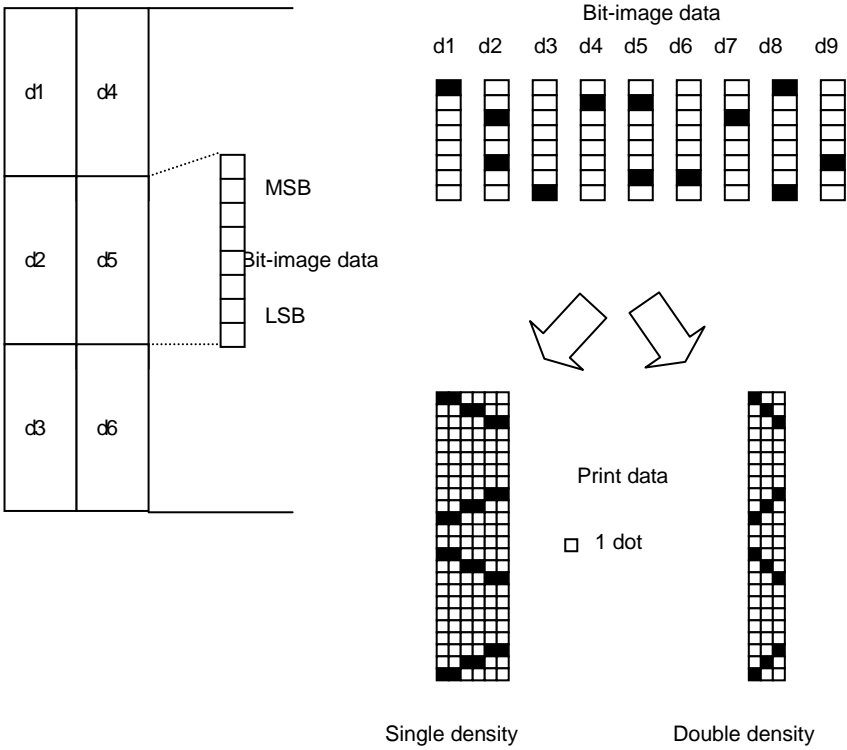 Bit-image data
d1 d2 d3 d4 d5 d6 d7 d8 d9
d1 d4
MSB
d2 d5
Bit-image data
LSB
d3 d6
Print data
1 dot
Single density
Double density